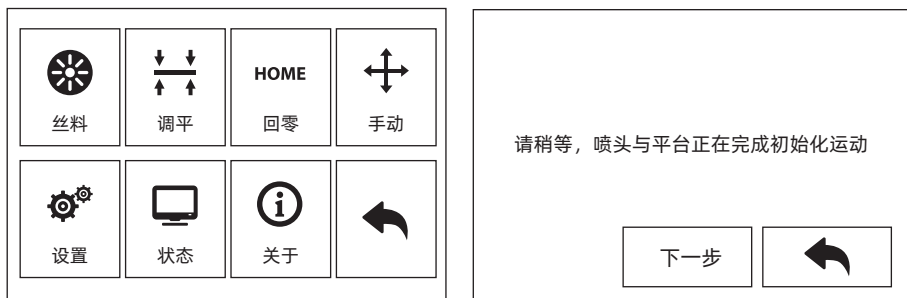 HOME
丝料
调平
回零
手动
设置
状态
关于
请稍等，喷头与平台正在完成初始化运动
下一步